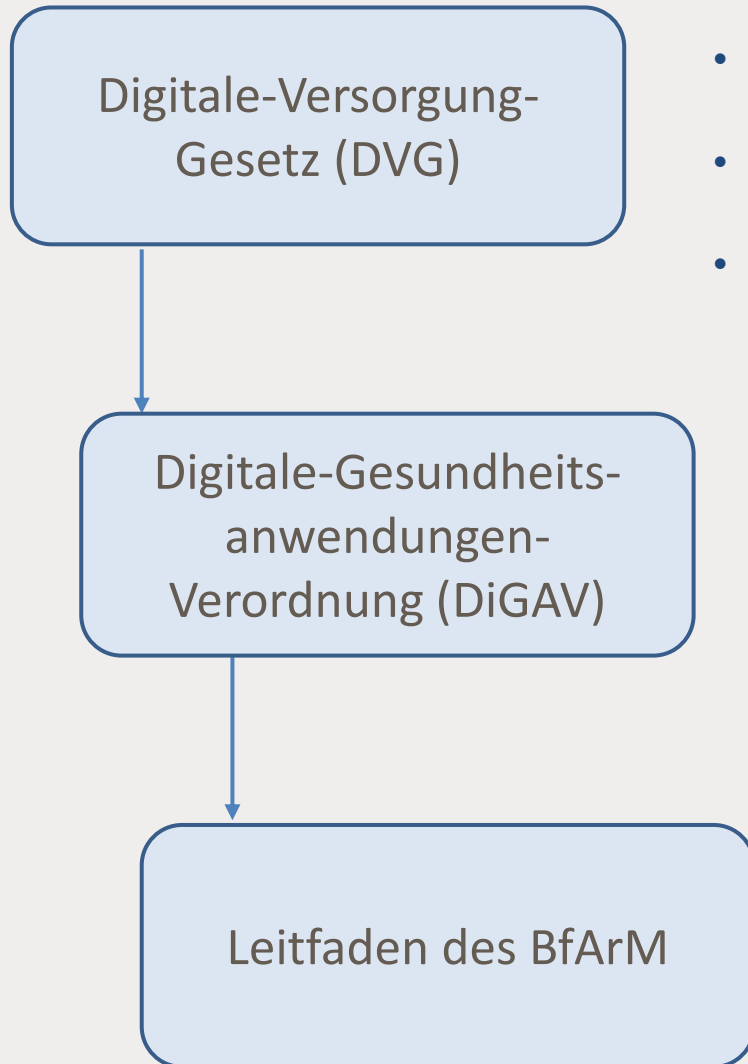 Digitale-Versorgung-
Gesetz (DVG)
Digitale-Gesundheits-
anwendungen-
Verordnung (DiGAV)
Leitfaden des BfArM